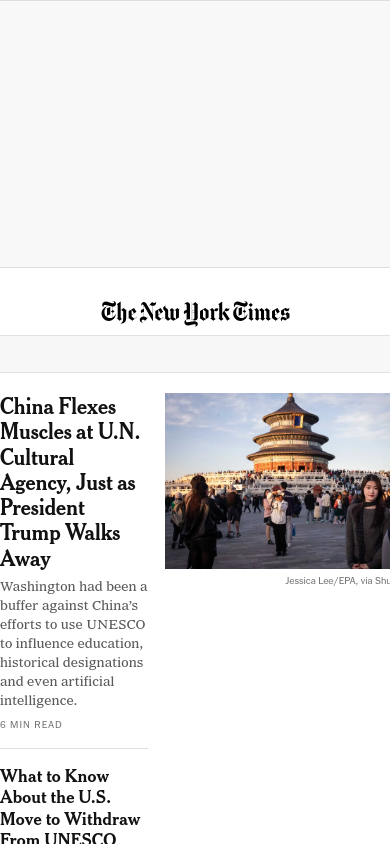 The New York Times
China Flexes
Muscles at U.N.
Cultural
Agency, Just as
President
Trump Walks
Away
Washington had been a
buffer against China's
efforts to use UNESCO
to influence education,
historical designations
and even artificial
intelligence.
6 MIN READ
Jessica Lee/EPA, via Shu
What to Know
About the U.S.
Move to Withdraw
From UNESCO